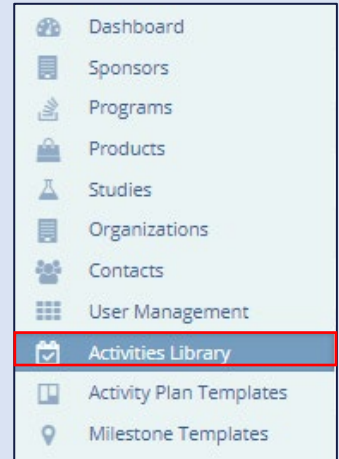 Dashboard
Sponsors
Programs
Products
Studies
Organizations
Contacts
User Management
Activities Library
Activity Plan Templates
Milestone Templates